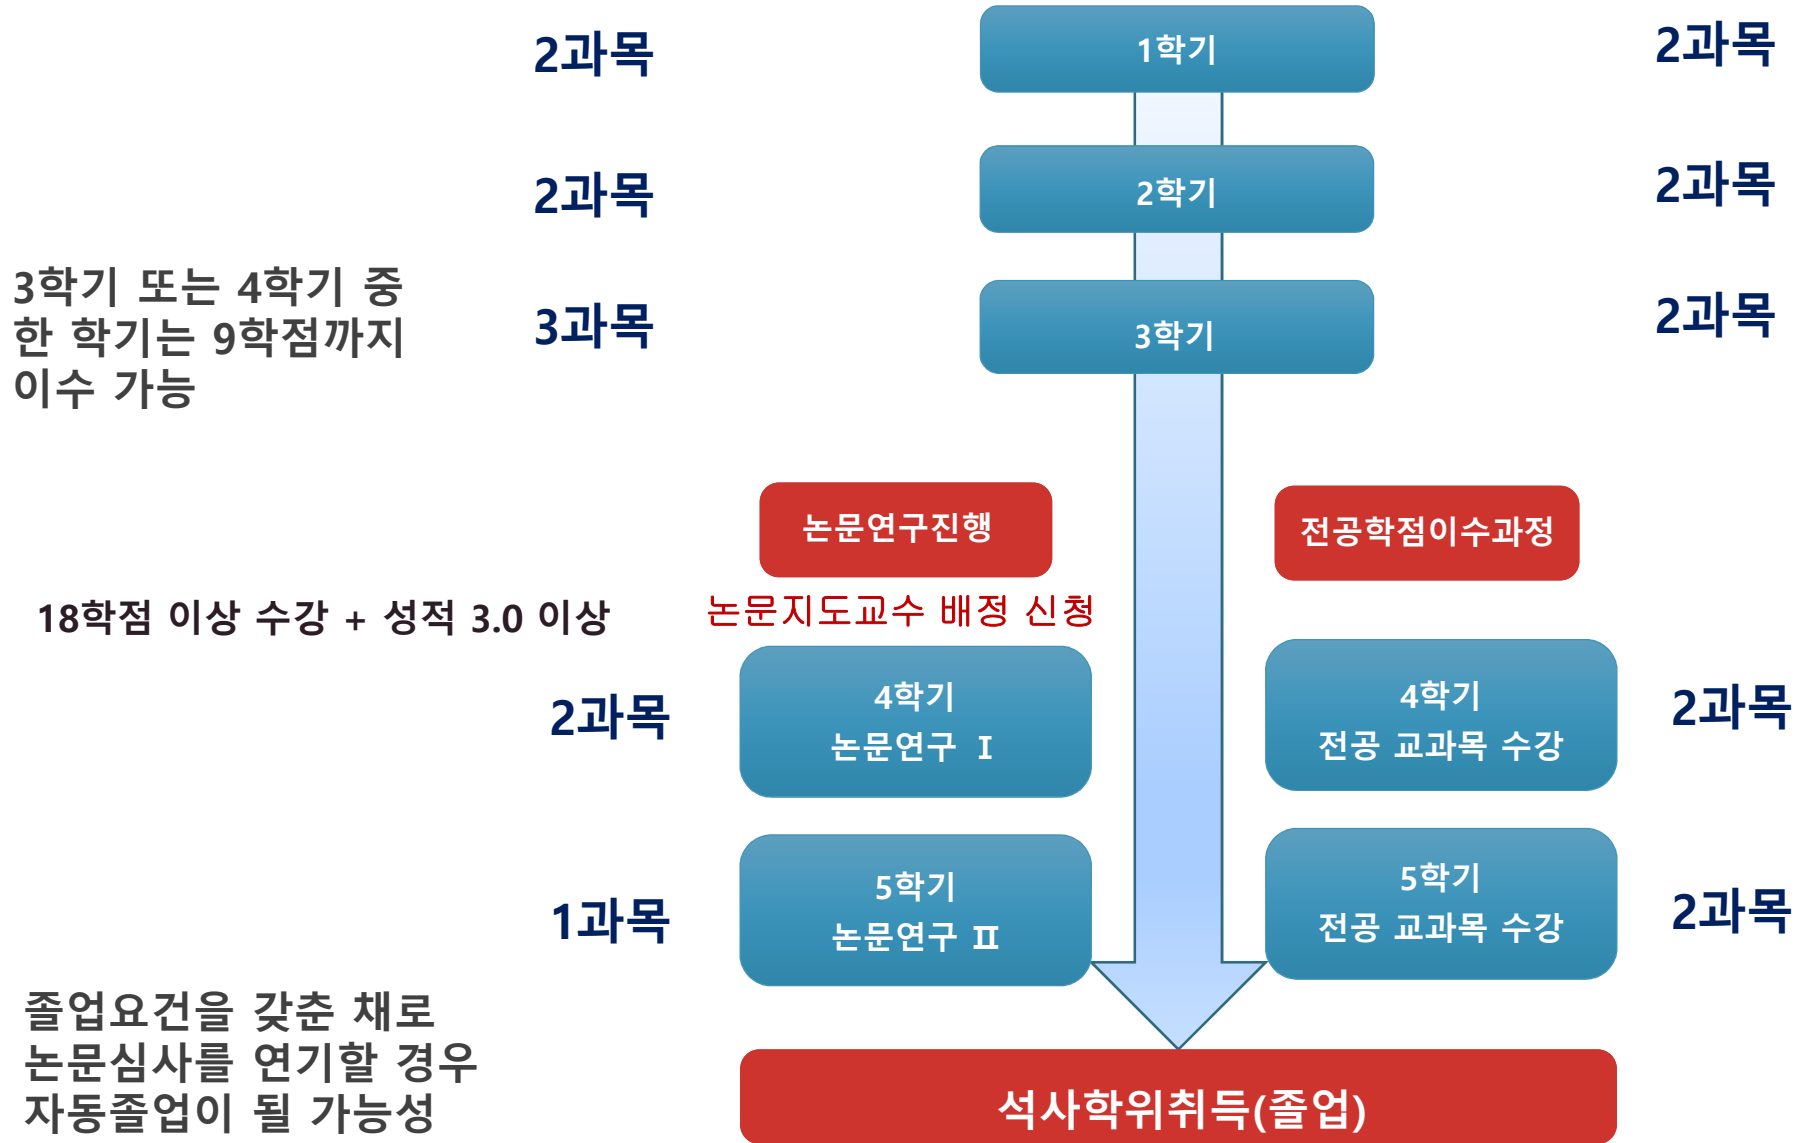 2과목
1학기
2과목
2과목
2학기
2과목
3학기 또는 4학기 중
한 학기는 9학점까지
이수 가능
3과목
3학기
2과목
논문연구진행
전공학점이수과정
18학점 이상 수강 + 성적 3.0 이상
논문지도교수 배정 신청
2과목
4학기
논문연구 Ⅰ
4학기
전공 교과목 수강
2과목
1과목
5학기
논문연구 Ⅱ
5학기
전공 교과목 수강
2과목
졸업요건을 갖춘 채로
논문심사를 연기할 경우
자동졸업이 될 가능성
석사학위취득(졸업)